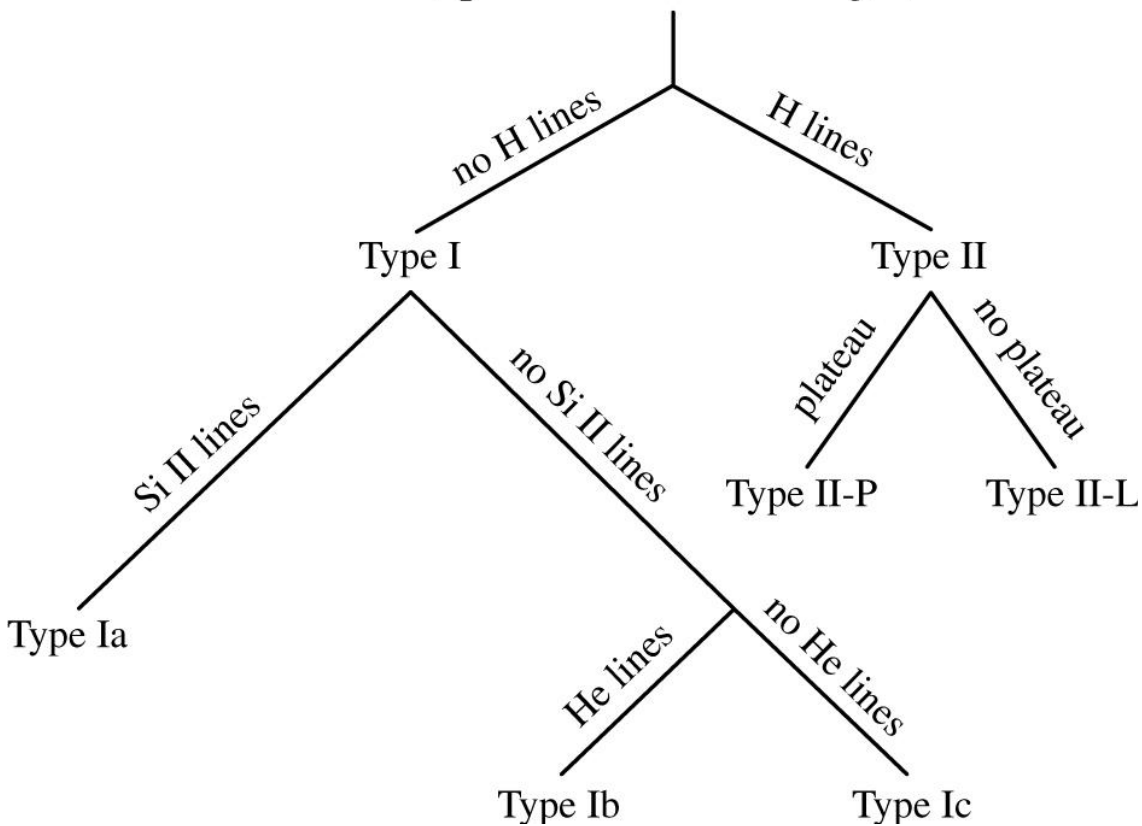 no H lines
H lines
Type I
Type II
Si II lines
no Si II lines
plateau
no plateau
Type II-P
Type II-L
Type Ia
He lines
no He lines
Type Ib
Type Ic